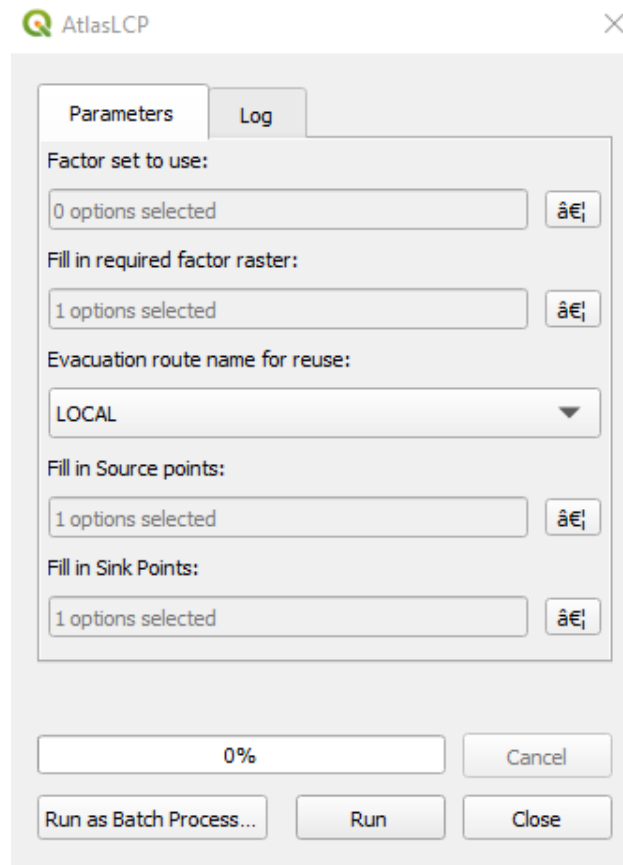 AtlasLCP
Parameters
Log
Factor set to use:
0 options selected
â€¦
Fill in required factor raster:
1 options selected
â€¦
Evacuation route name for reuse:
LOCAL
Fill in Source points:
1 options selected
â€¦
Fill in Sink Points:
1 options selected
â€¦
0%
Cancel
Run as Batch Process...
Run
Close